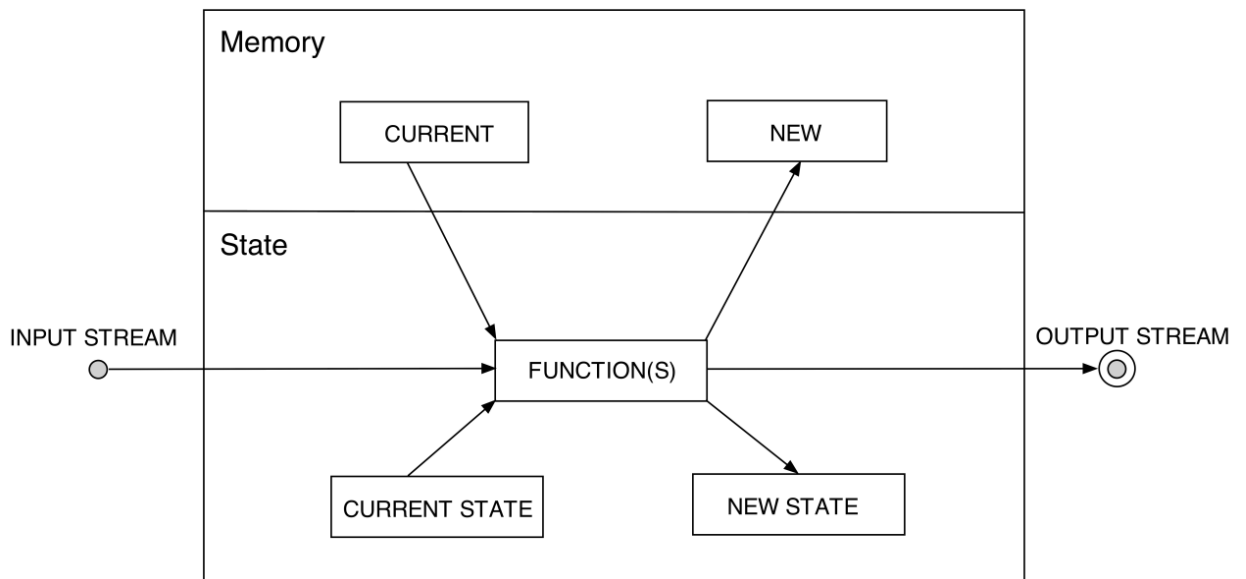 Memory
CURRENT
NEW
State
INPUT STREAM
OUTPUT STREAM
FUNCTION(S)
CURRENT STATE
NEW STATE